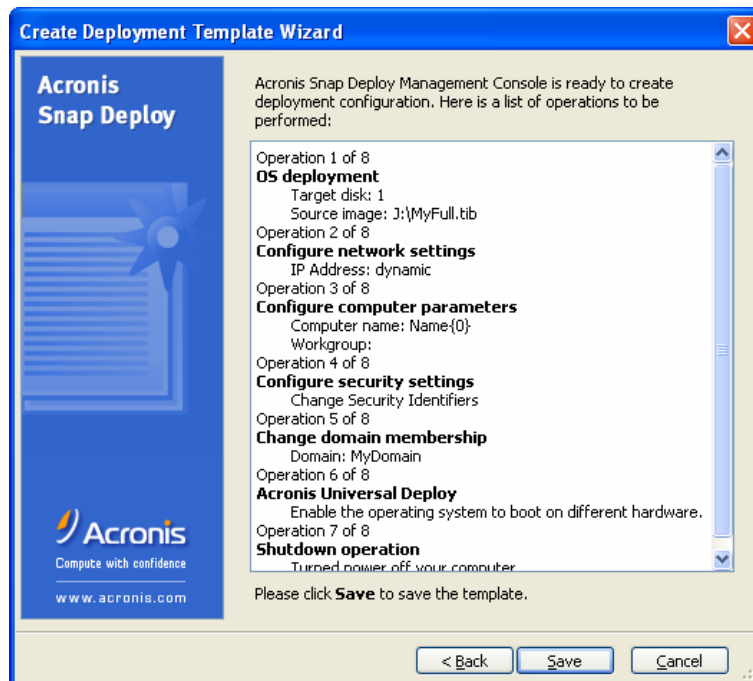 Create Deployment Template Wizard
Acronis
Snap Deploy
Acronis
Compute with confidence
www.acronis.com
Acronis Snap Deploy Management Console is ready to create
deployment configuration. Here is a list of operations to be
performed:
Operation 1 of 8
OS deployment
Target disk: 1
Source image: J:\MyFull.tib
Operation 2 of 8
Configure network settings
IP Address: dynamic
Operation 3 of 8
Configure computer parameters
Computer name: Name{0}
Workgroup:
Operation 4 of 8
Configure security settings
Change Security Identifiers
Operation 5 of 8
Change domain membership
Domain: MyDomain
Operation 6 of 8
Acronis Universal Deploy
Enable the operating system to boot on different hardware.
Operation 7 of 8
Shutdown operation
Turned power off your computer
Please click Save to save the template.
< Back
Save
Cancel